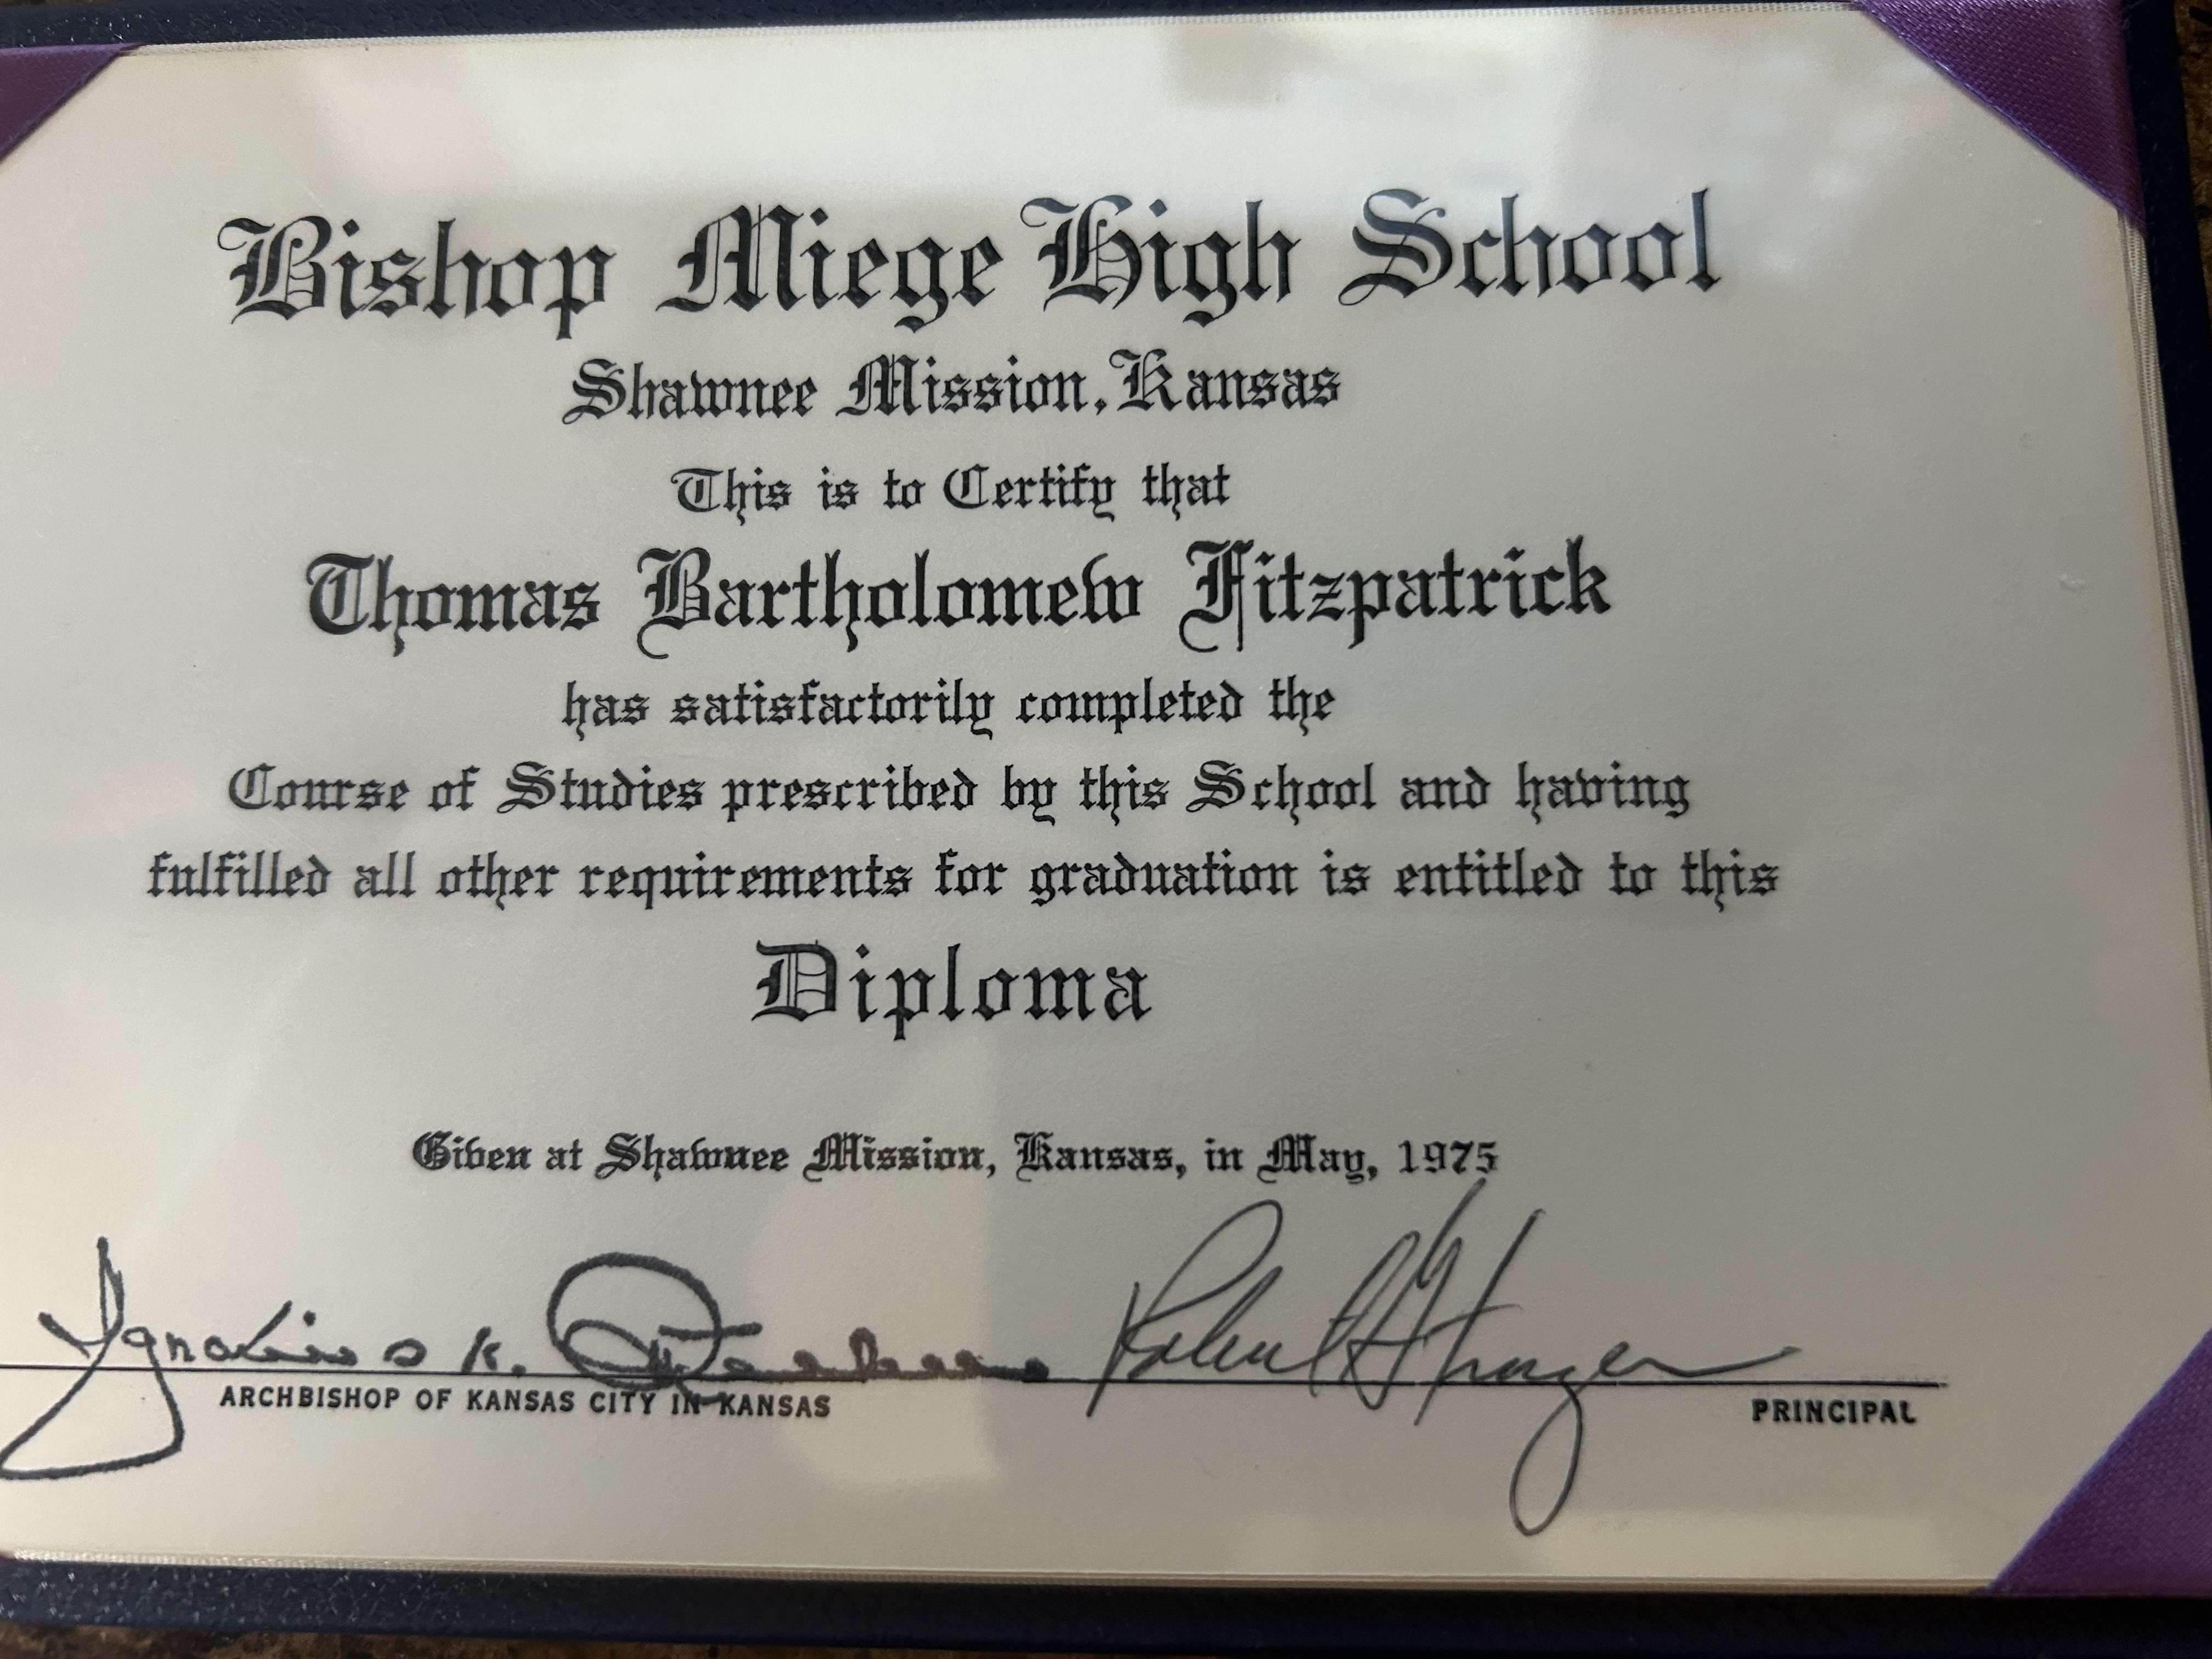 Bishop Miege High School
Shawnee Mission, Kansas
This is to Certify that
Thomas Bartholomew Fitzpatrick
has satisfactorily completed the
Course of Studies prescribed by this School and having
fulfilled all other requirements for graduation is entitled to this
Diploma
Given at Shawnee Mission, Kansas, in May, 1975
Ignatius J. Strecker
ARCHBISHOP OF KANSAS CITY IN KANSAS
PRINCIPAL